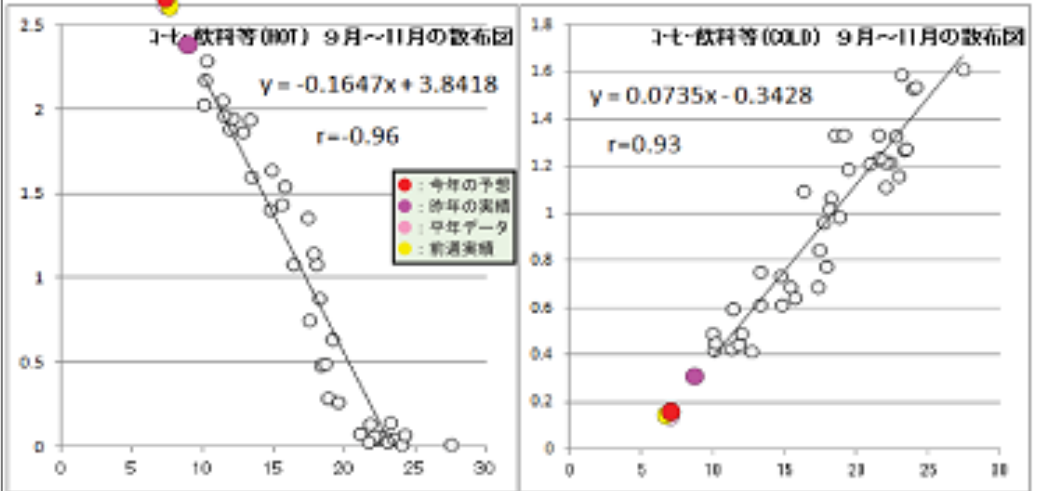 コーヒー飲料等(HOT) 9月～11月の散布図
y = -0.1647x + 3.8418
r=-0.96
2.5
2
1.5
1
0.5
0
0 5 10 15 20 25 30
：今年の予想
：昨年の実績
：平年データ
：前週実績
コーヒー飲料等(COLD) 9月～11月の散布図
y = 0.0735x - 0.3428
r=0.93
1.8
1.6
1.4
1.2
1
0.8
0.6
0.4
0.2
0
0 5 10 15 20 25 30